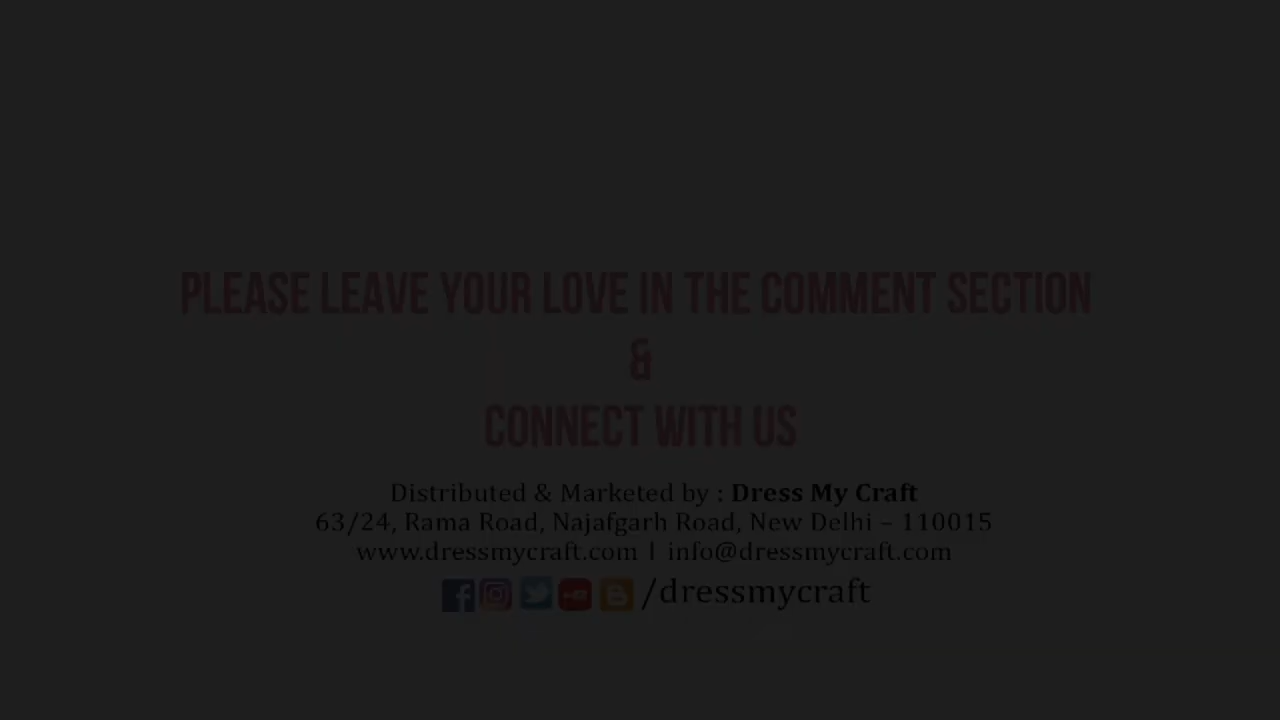 PLEASE LEAVE YOUR LOVE IN THE COMMENT SECTION
&
CONNECT WITH US
Distributed & Marketed by : Dress My Craft
63/24, Rama Road, Najafgarh Road, New Delhi – 110015
www.dressmycraft.com | info@dressmycraft.com
/dressmycraft